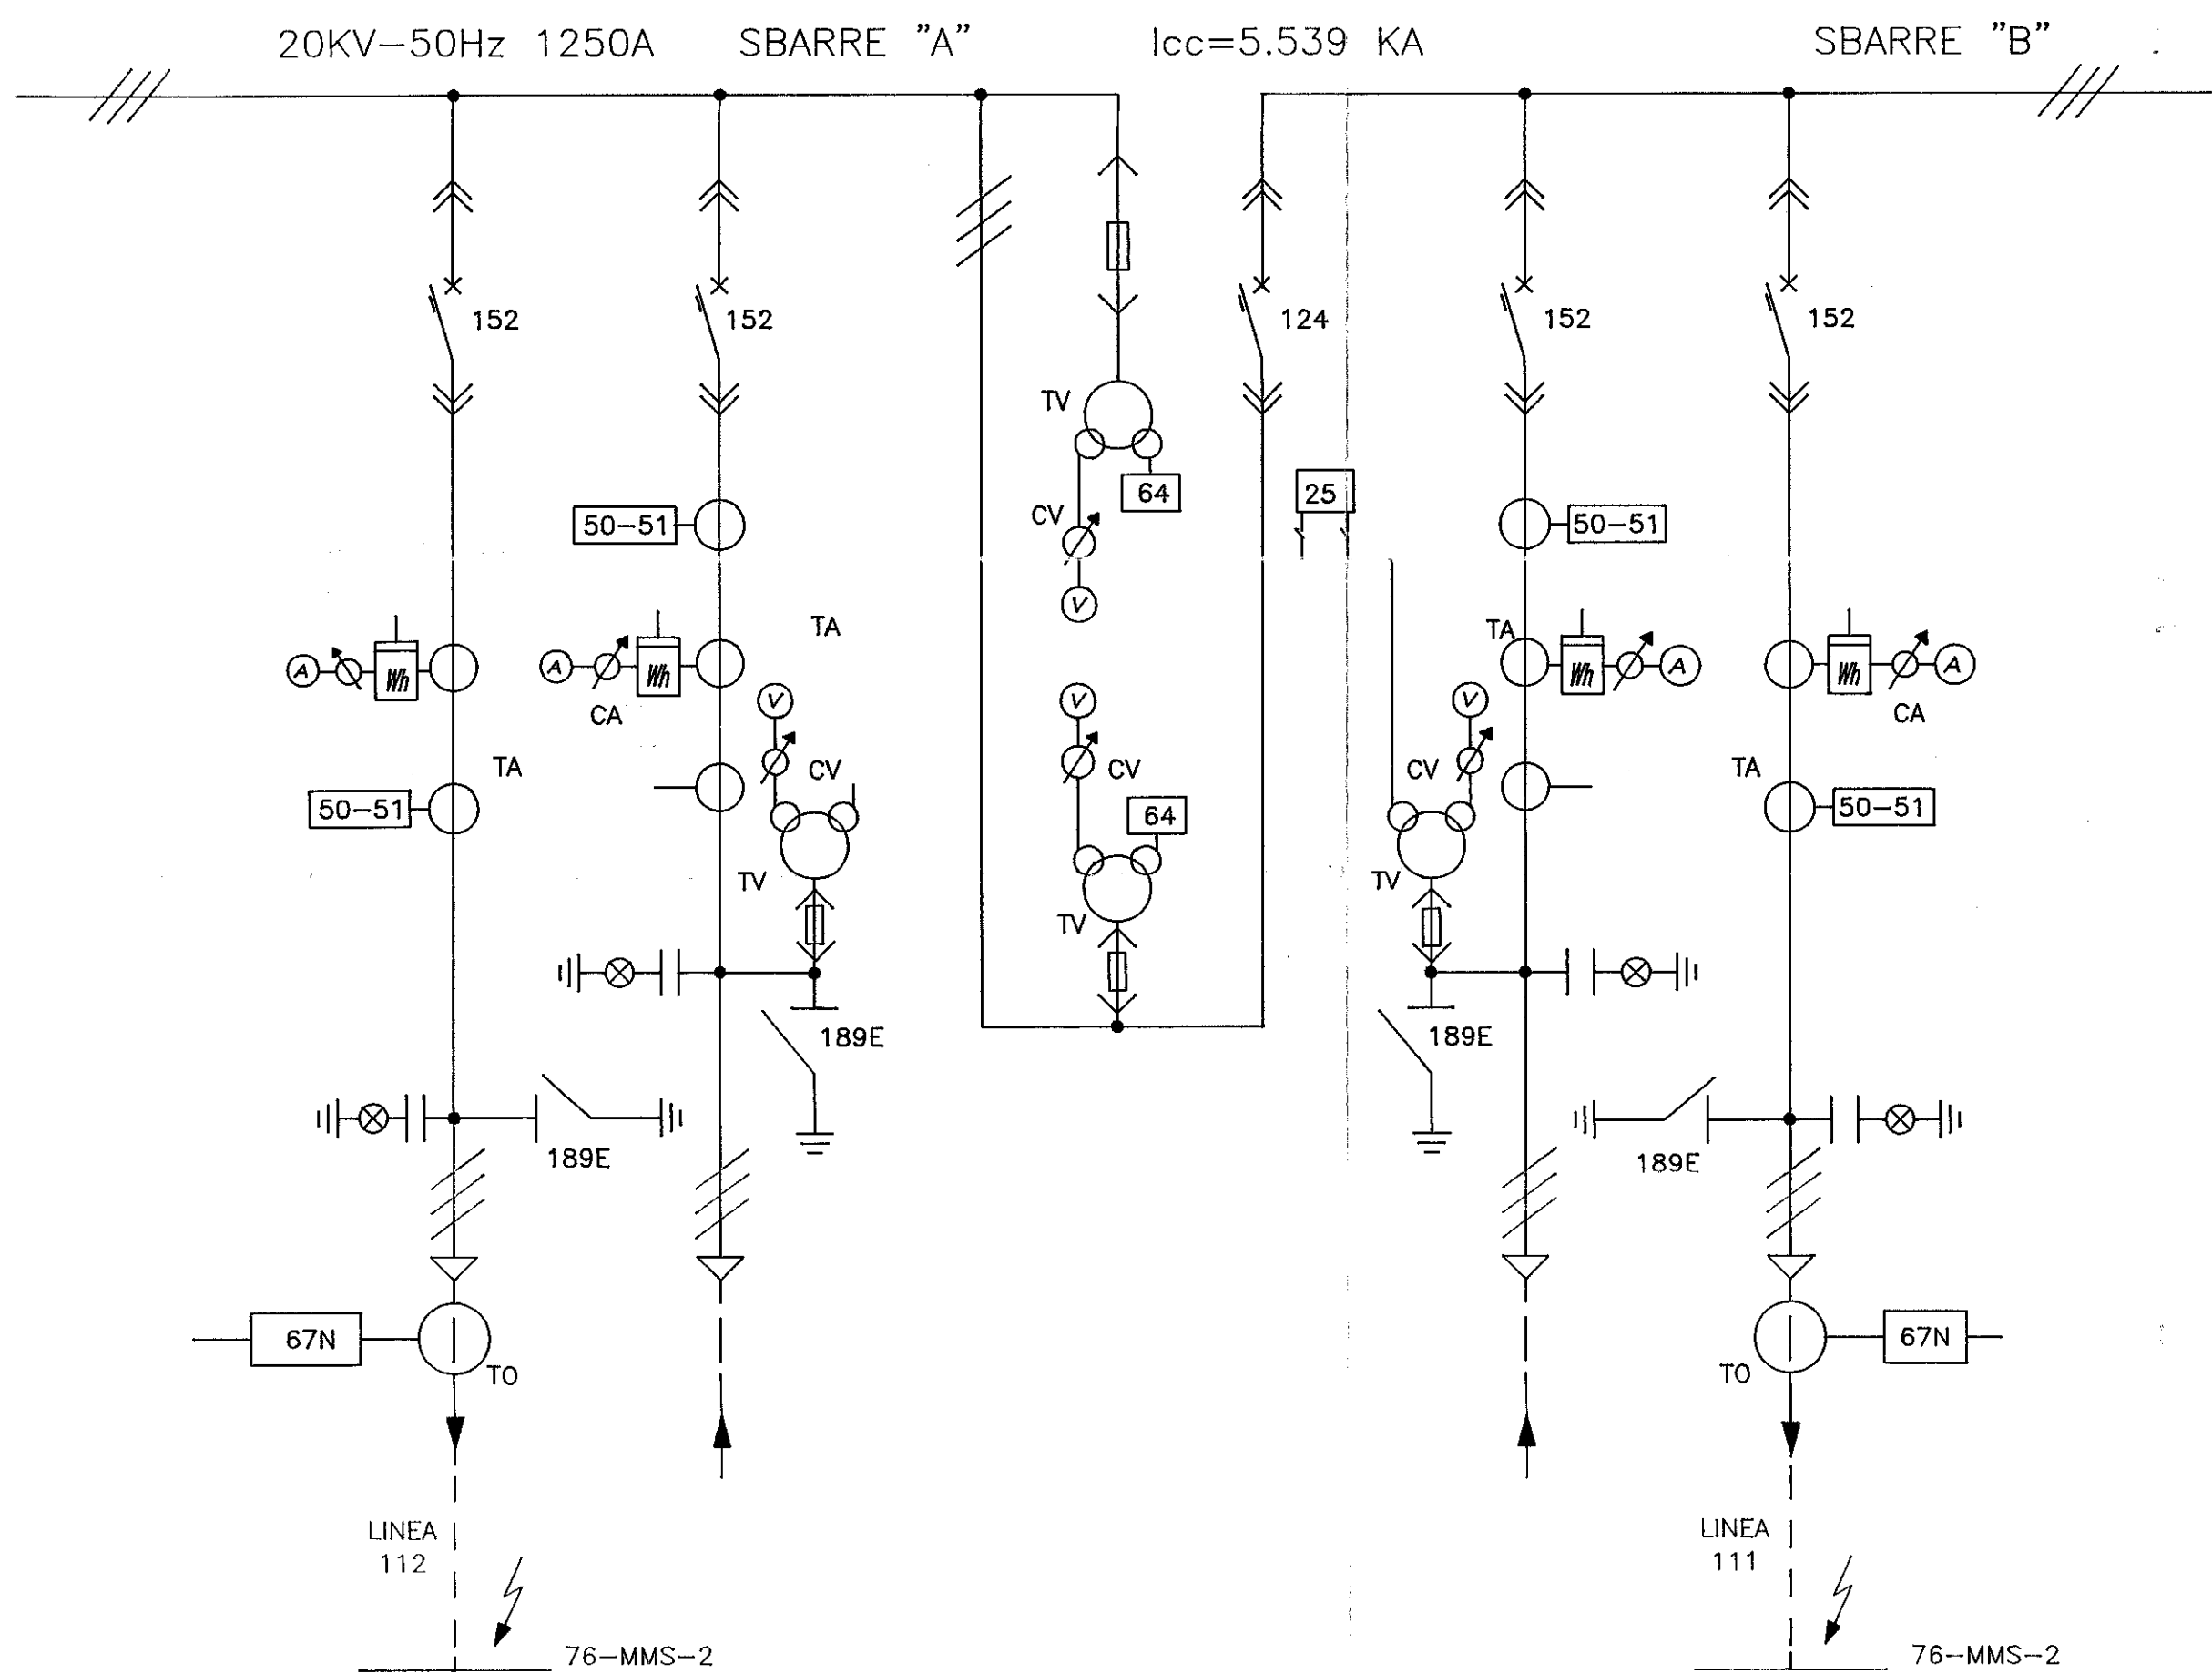 20KV-50Hz 1250A SBARRE "A" Icc=5.539 KA SBARRE "B"
152 152 124 152 152
TV
64 25
CV
50-51 50-51
V
TA TA
A Wh A Wh Wh A Wh A
CA CA
V V V
TA CV CV CV TA
50-51 64 50-51
TV TV
TV
189E 189E
189E 189E
67N 67N
TO TO
LINEA
112
LINEA
111
76-MMS-2 76-MMS-2